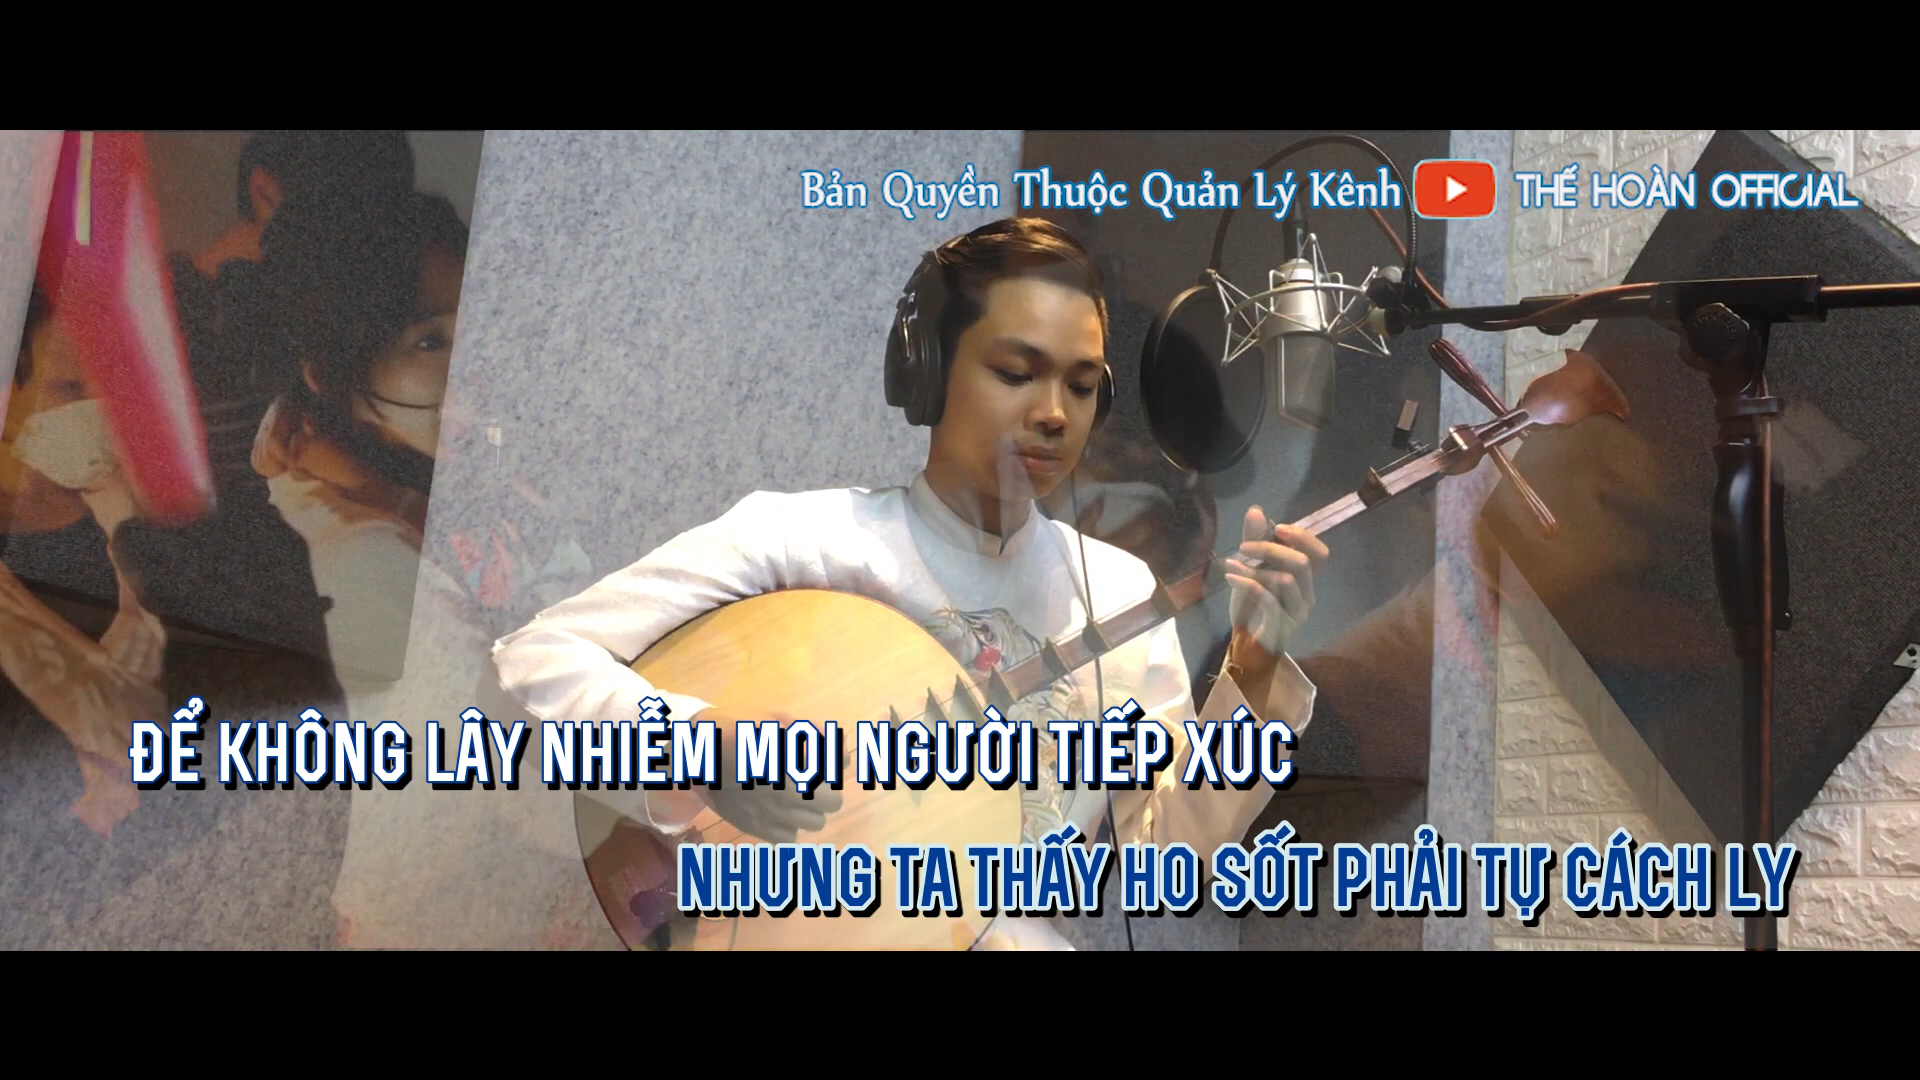 Bản Quyền Thuộc Quản Lý Kênh THẾ HOÀN OFFICIAL
ĐỂ KHÔNG LÂY NHIỄM MỌI NGƯỜI TIẾP XÚC
NHƯNG TA THẤY HO SỐT PHẢI TỰ CÁCH LY